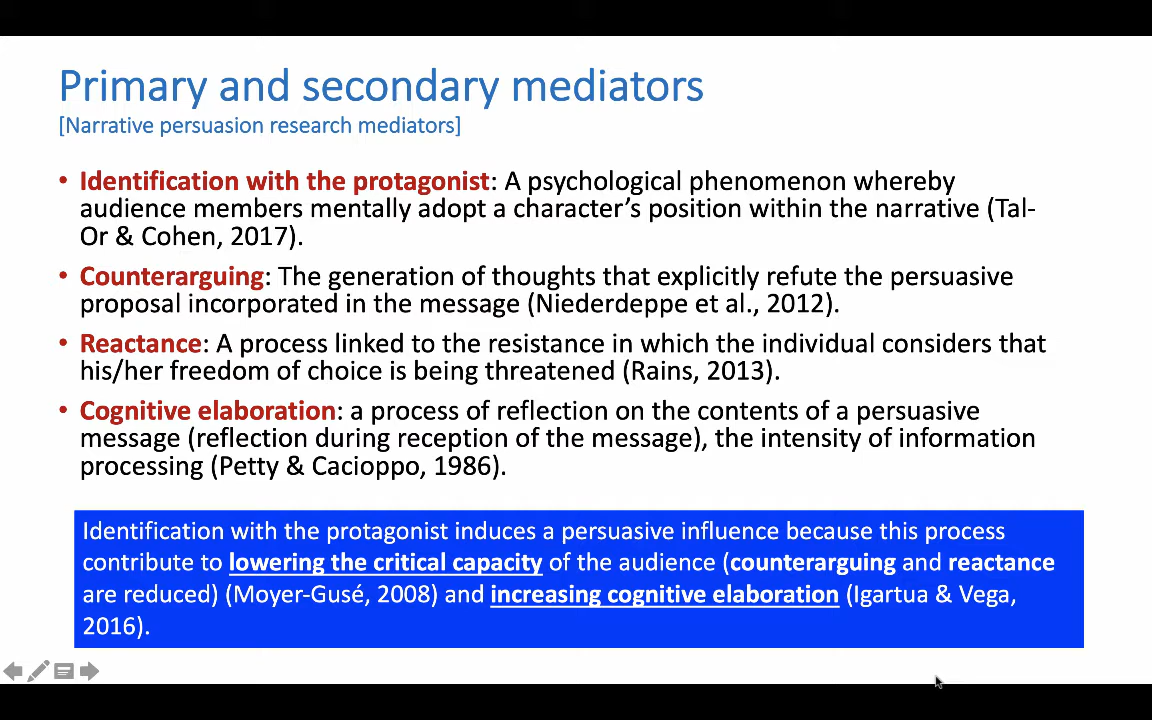 Primary and secondary mediators
[Narrative persuasion research mediators]
• Identification with the protagonist: A psychological phenomenon whereby
audience members mentally adopt a character’s position within the narrative (Tal-
Or & Cohen, 2017).
• Counterarguing: The generation of thoughts that explicitly refute the persuasive
proposal incorporated in the message (Niederdeppe et al., 2012).
• Reactance: A process linked to the resistance in which the individual considers that
his/her freedom of choice is being threatened (Rains, 2013).
• Cognitive elaboration: a process of reflection on the contents of a persuasive
message (reflection during reception of the message), the intensity of information
processing (Petty & Cacioppo, 1986).
Identification with the protagonist induces a persuasive influence because this process
contribute to lowering the critical capacity of the audience (counterarguing and reactance
are reduced) (Moyer-Gusé, 2008) and increasing cognitive elaboration (Igartua & Vega,
2016).